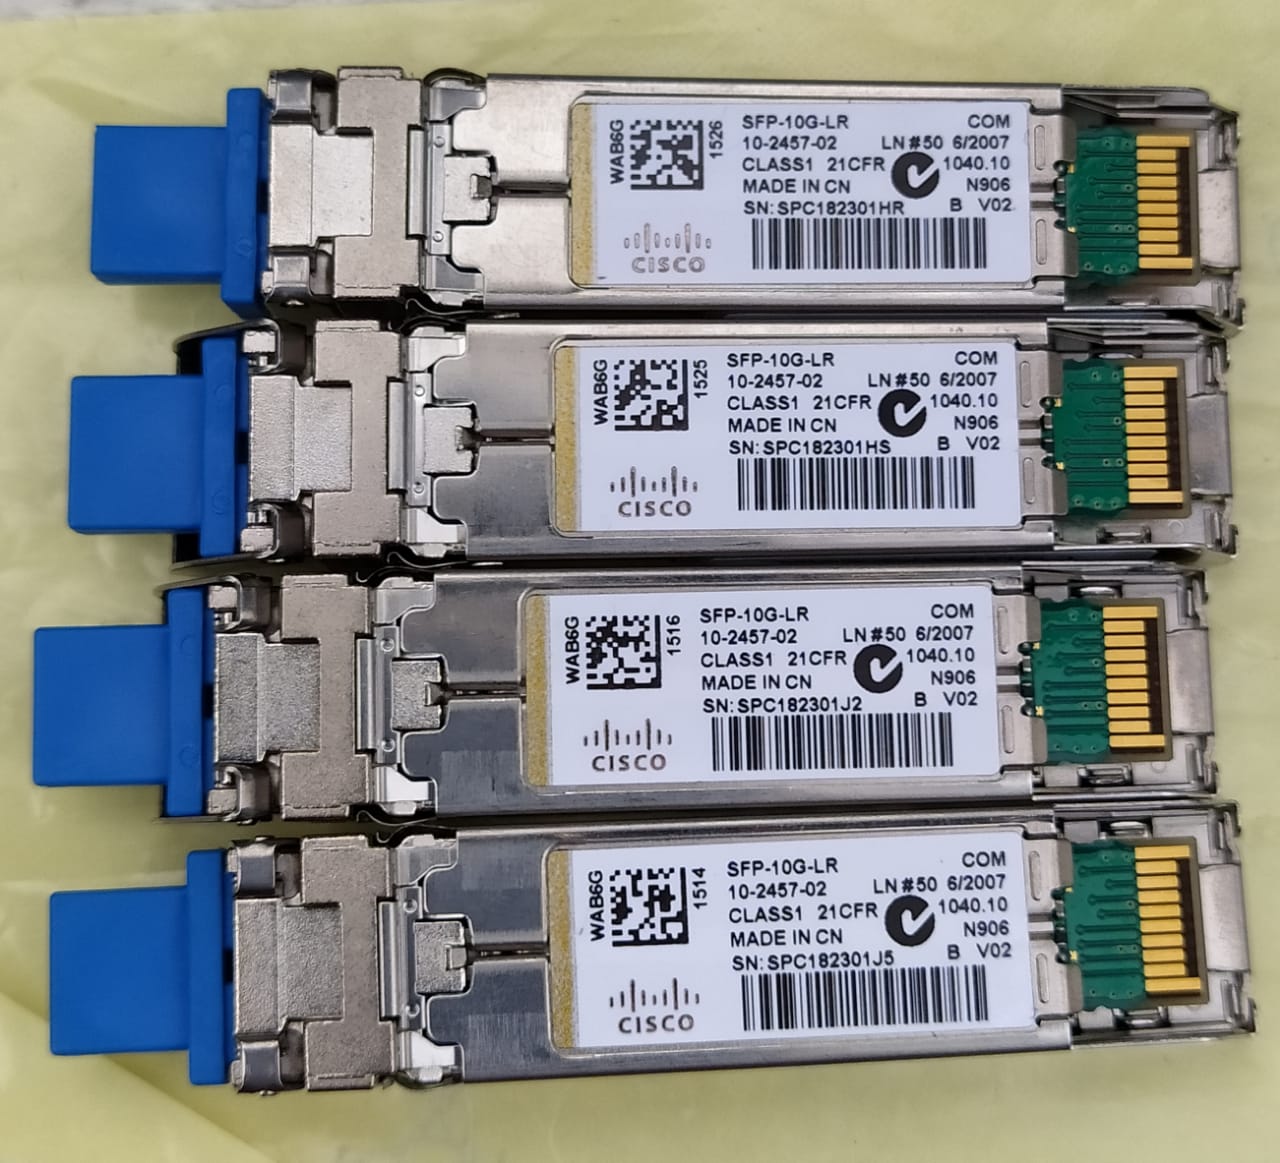 WAB6G
1526
SFP-10G-LR COM
10-2457-02 LN#50 6/2007
CLASS1 21CFR 1040.10
MADE IN CN N906
SN: SPC182301HR B V02
CISCO
WAB6G
1525
SFP-10G-LR COM
10-2457-02 LN#50 6/2007
CLASS1 21CFR 1040.10
MADE IN CN N906
SN: SPC182301HS B V02
CISCO
WAB6G
1516
SFP-10G-LR COM
10-2457-02 LN#50 6/2007
CLASS1 21CFR 1040.10
MADE IN CN N906
SN: SPC182301J2 B V02
CISCO
WAB6G
1514
SFP-10G-LR COM
10-2457-02 LN#50 6/2007
CLASS1 21CFR 1040.10
MADE IN CN N906
SN: SPC182301J5 B V02
CISCO